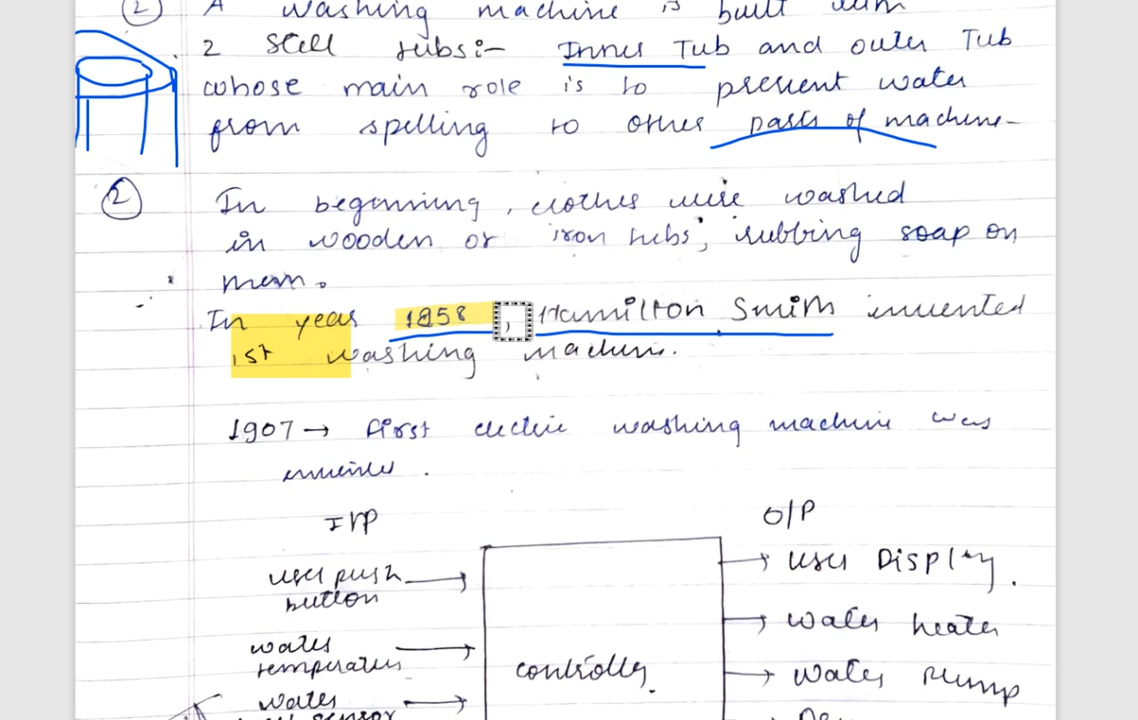 2 A washing machine is built with
2 Steel tubs:- Inner Tub and outer Tub
whose main role is to prevent water
from spelling to other parts of machine-
2 In beginning, clothes were washed
in wooden or iron tubs, rubbing soap on
them.
In year 1858, Hamilton Smith invented
1st washing machine.
1907 → first electric washing machine was
I/P O/P
user push button → → user Display.
water temperature → controller → water heater
water sensor → → water Pump